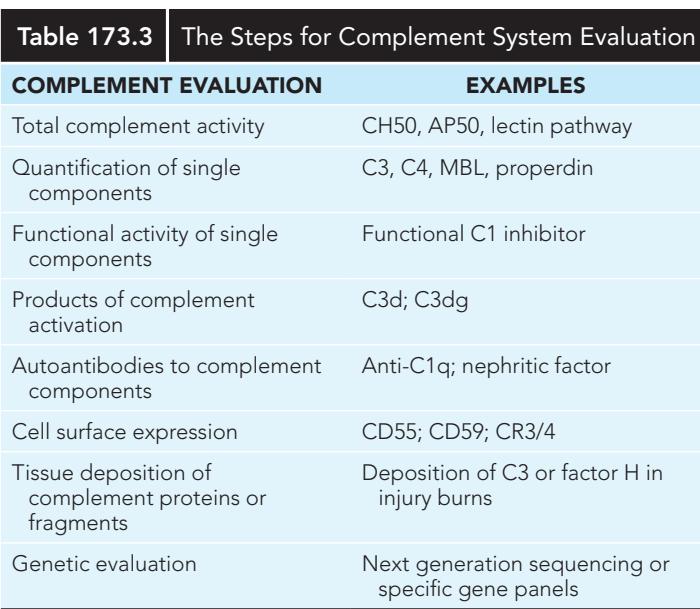 Table 173.3 The Steps for Complement System Evaluation
COMPLEMENT EVALUATION EXAMPLES
Total complement activity CH50, AP50, lectin pathway
Quantification of single C3, C4, MBL, properdin
components
Functional activity of single Functional C1 inhibitor
components
Products of complement C3d; C3dg
activation
Autoantibodies to complement Anti-C1q; nephritic factor
components
Cell surface expression CD55; CD59; CR3/4
Tissue deposition of Deposition of C3 or factor H in
complement proteins or injury burns
fragments
Genetic evaluation Next generation sequencing or
specific gene panels